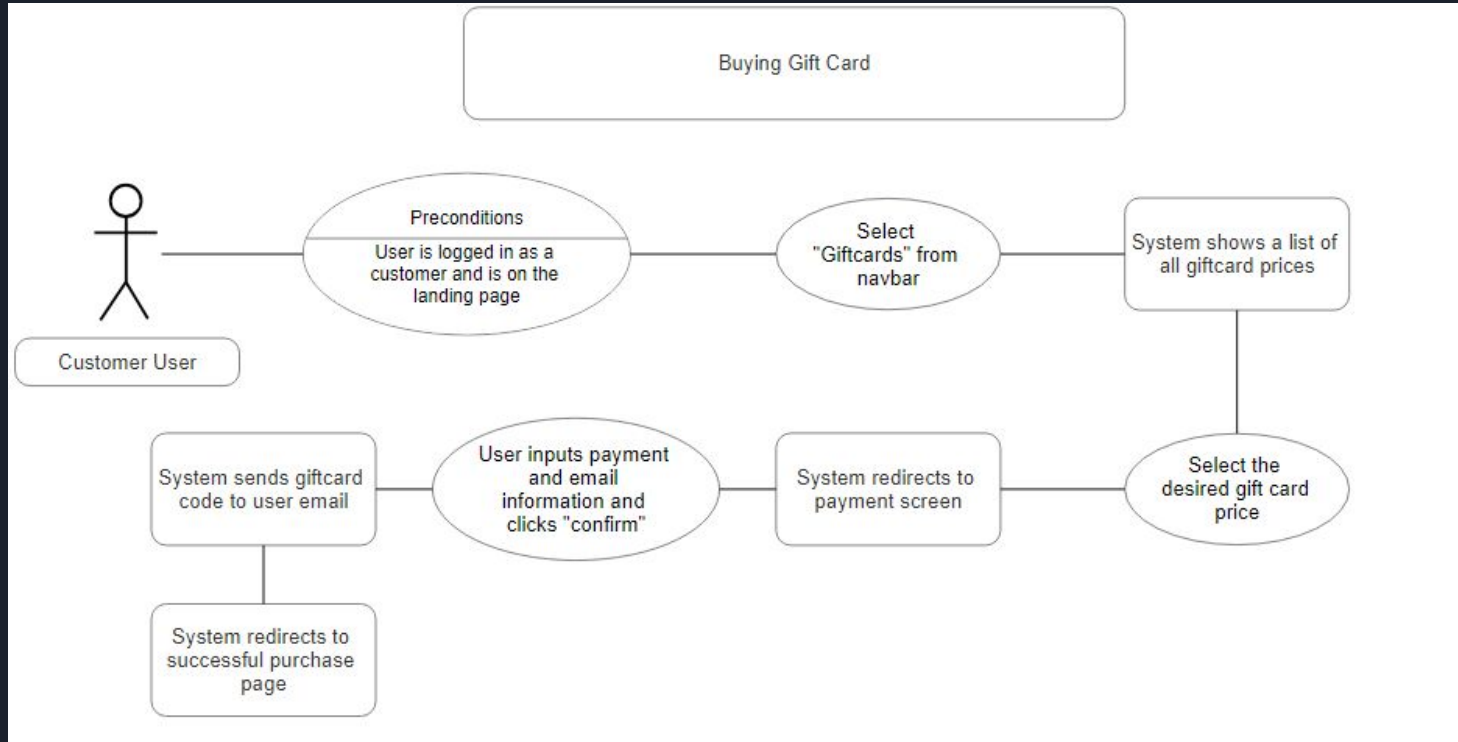 Buying Gift Card
Customer User
Preconditions
User is logged in as a
customer and is on the
landing page
Select
"Giftcards" from
navbar
System shows a list of
all giftcard prices
Select the
desired gift card
price
System redirects to
payment screen
User inputs payment
and email
information and
clicks "confirm"
System sends giftcard
code to user email
System redirects to
successful purchase
page